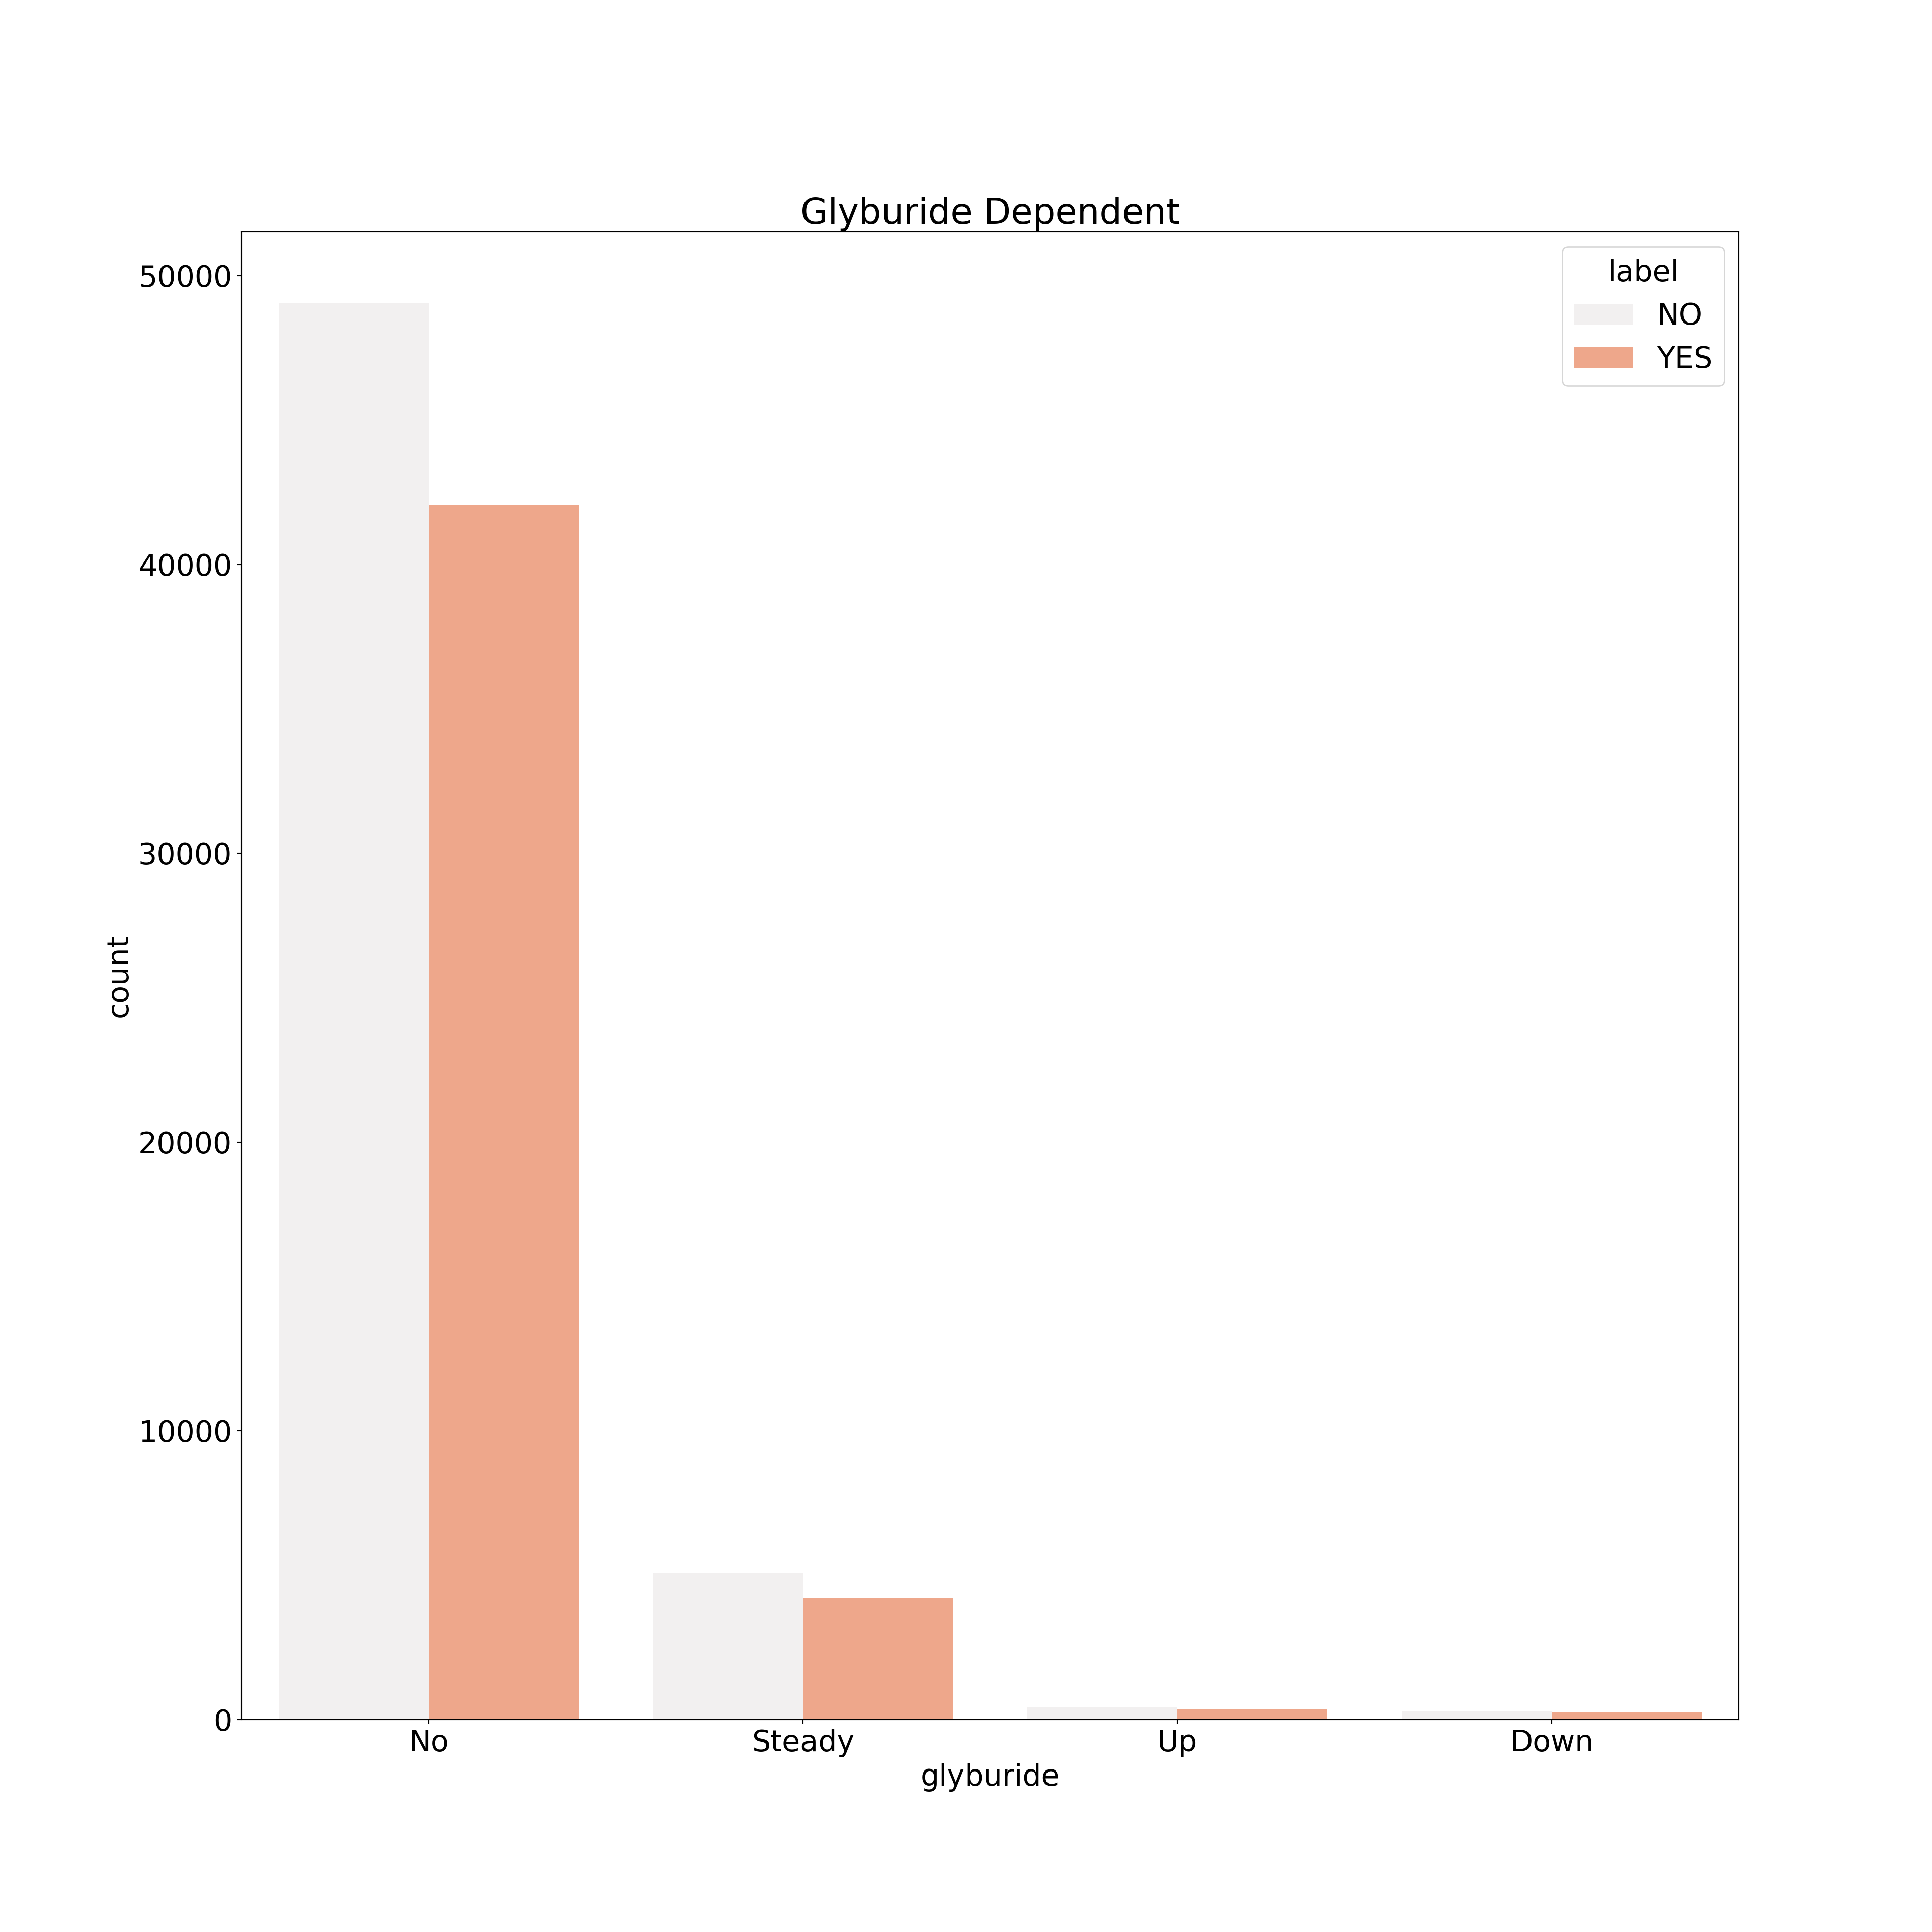 Glyburide Dependent
label
NO
YES
50000
40000
30000
20000
10000
0
count
No
Steady
Up
Down
glyburide